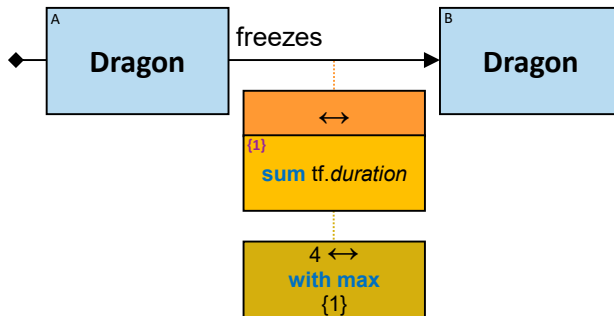 A
Dragon
freezes
B
Dragon
↔
{1}
sum tf.duration
4 ↔
with max
{1}